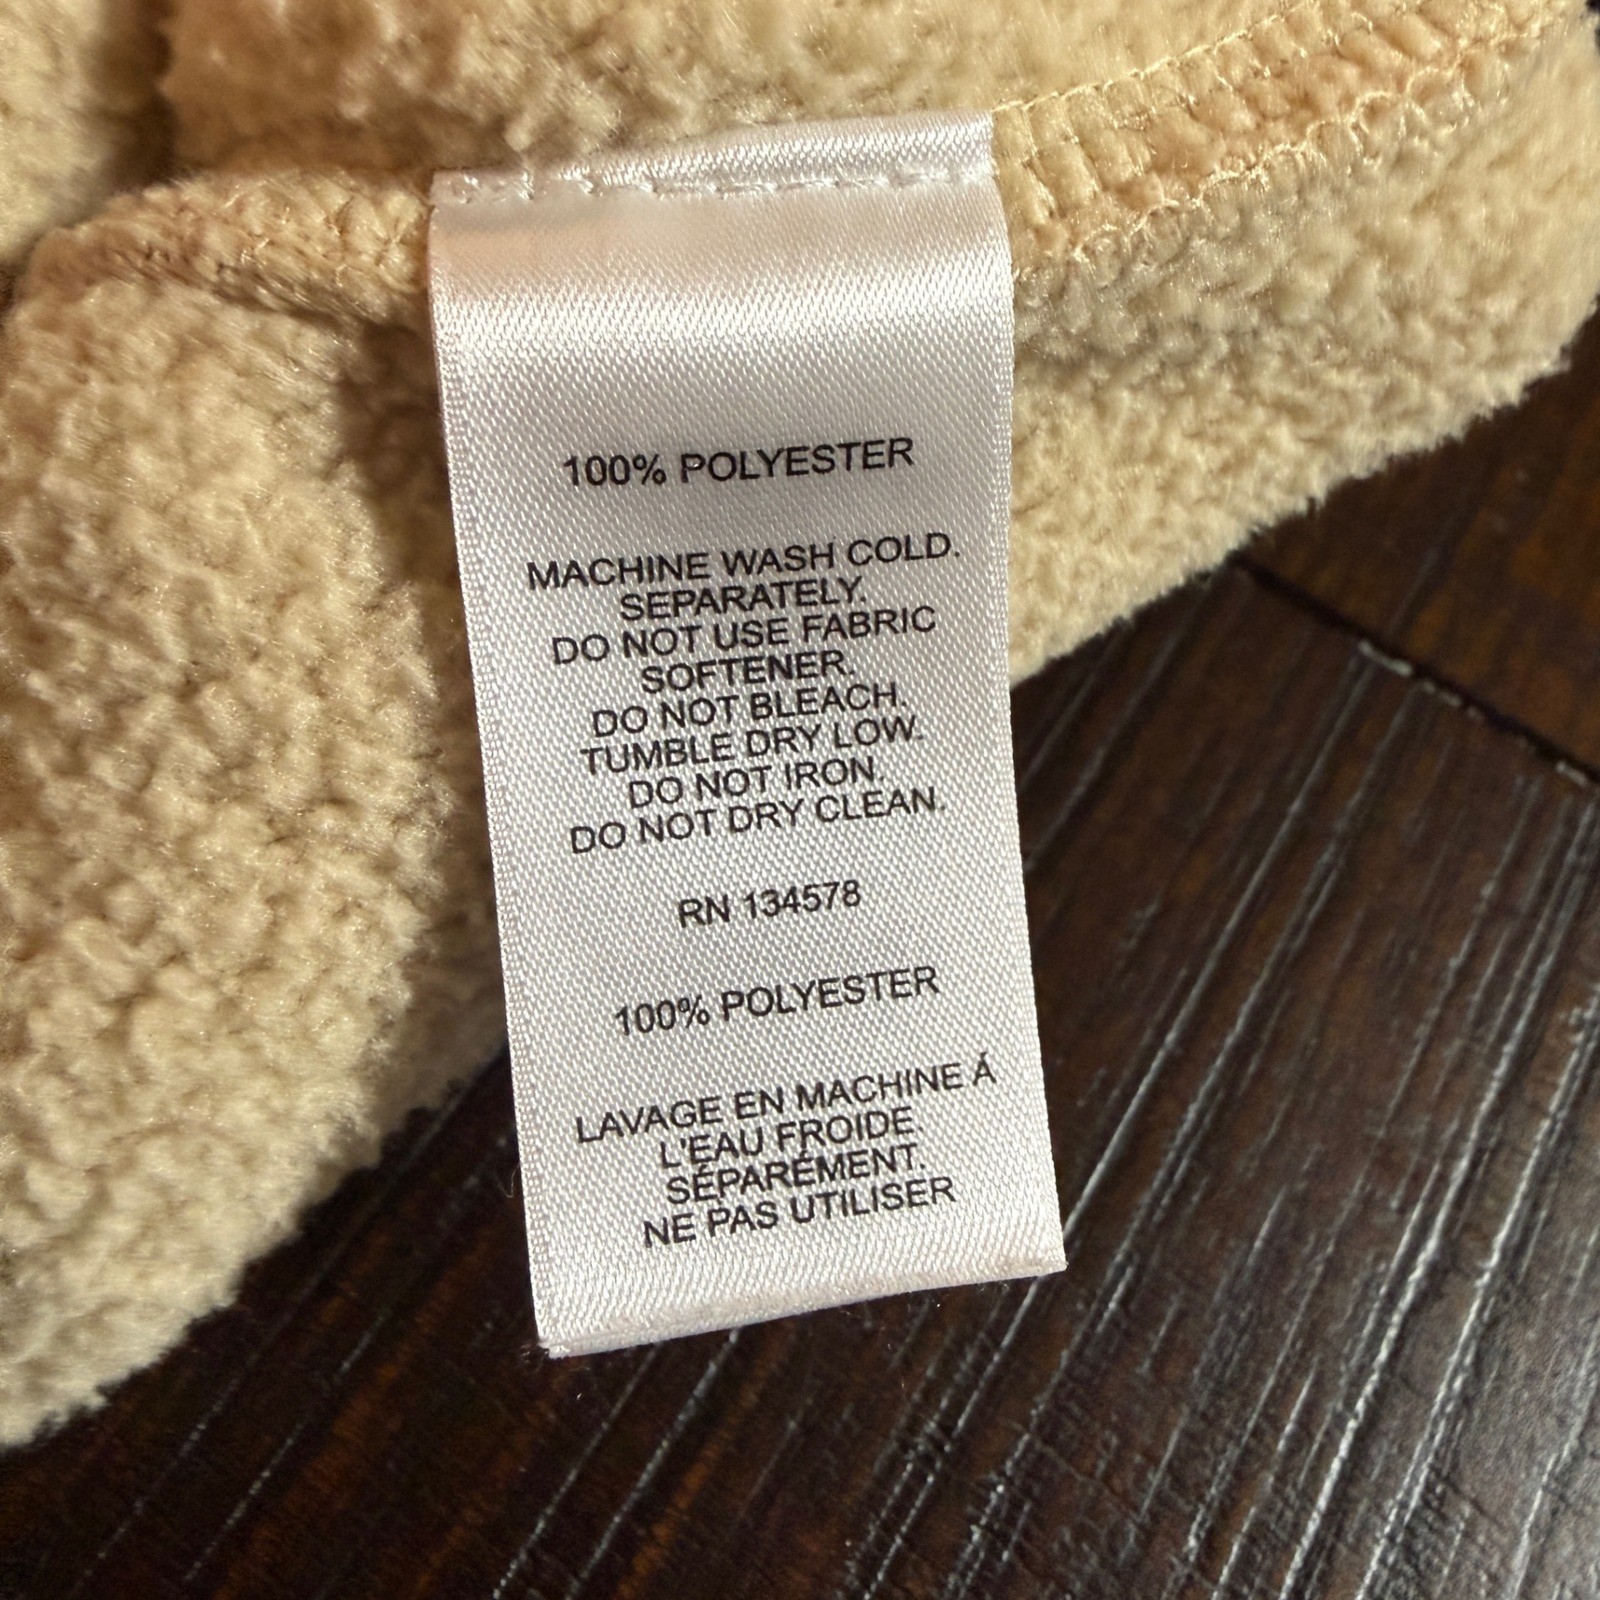 100% POLYESTER
MACHINE WASH COLD.
SEPARATELY.
DO NOT USE FABRIC
SOFTENER.
DO NOT BLEACH.
TUMBLE DRY LOW.
DO NOT IRON.
DO NOT DRY CLEAN.
RN 134578
100% POLYESTER
LAVAGE EN MACHINE Á
L'EAU FROIDE.
SÉPARÉMENT.
NE PAS UTILISER